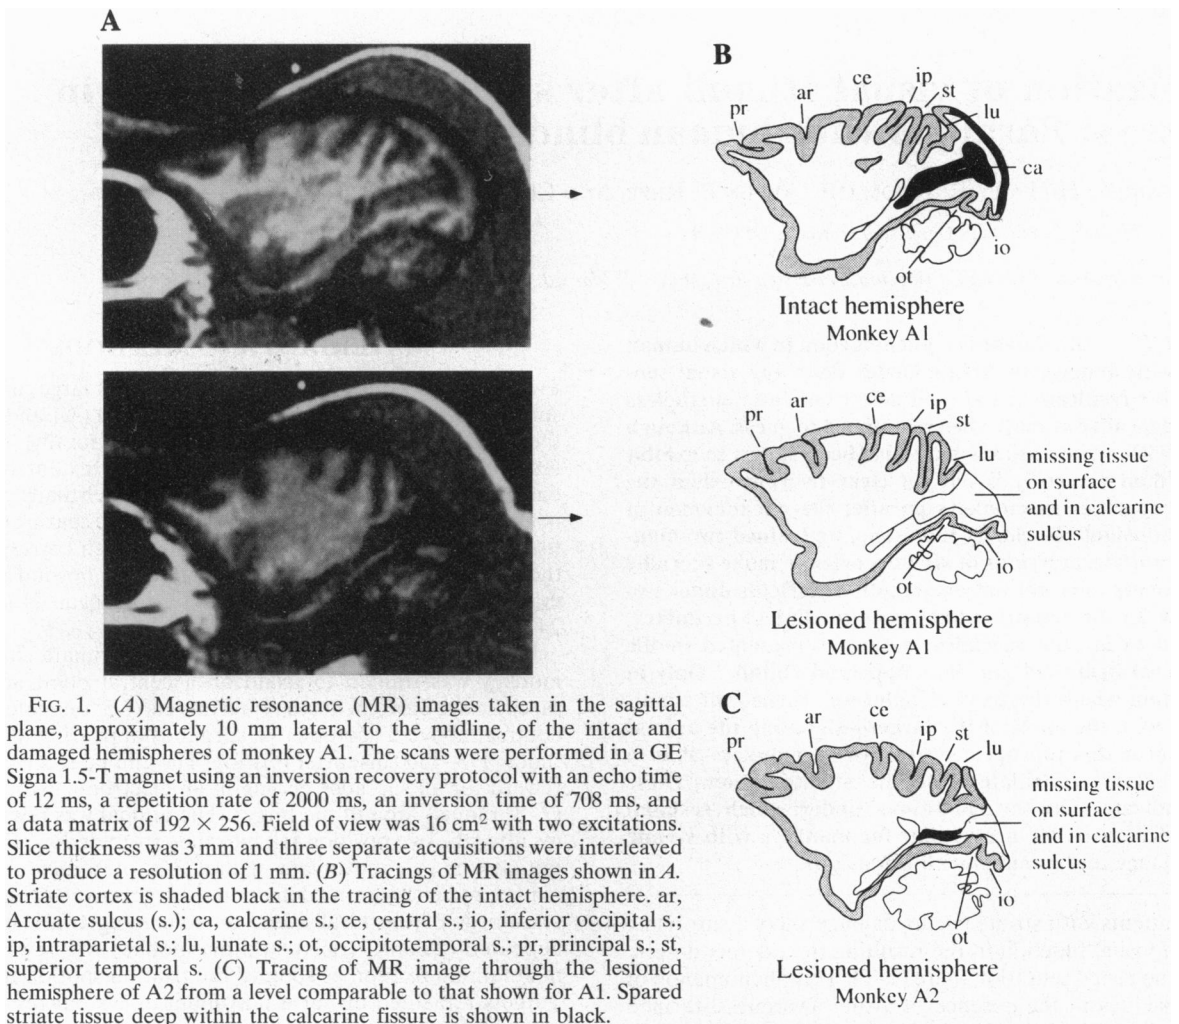 A
B
pr
ar
ce
ip
st
lu
ca
io
ot
Intact hemisphere
Monkey A1
pr
ar
ce
ip
st
lu
missing tissue
on surface
and in calcarine
sulcus
io
ot
Lesioned hemisphere
Monkey A1
C
pr
ar
ce
ip
st
lu
missing tissue
on surface
and in calcarine
sulcus
io
ot
Lesioned hemisphere
Monkey A2
FIG. 1. (A) Magnetic resonance (MR) images taken in the sagittal
plane, approximately 10 mm lateral to the midline, of the intact and
damaged hemispheres of monkey A1. The scans were performed in a GE
Signa 1.5-T magnet using an inversion recovery protocol with an echo time
of 12 ms, a repetition rate of 2000 ms, an inversion time of 708 ms, and
a data matrix of 192 × 256. Field of view was 16 cm² with two averages.
Slice thickness was 3 mm and three separate acquisitions were interleaved
to produce a resolution of 1 mm. (B) Tracings of MR images shown in A.
Striate cortex is shaded black in the tracing of the intact hemisphere. ar,
Arcuate sulcus (s.); ca, calcarine s.; ce, central s.; io, inferior occipital s.;
ip, intraparietal s.; lu, lunate s.; ot, occipitotemporal s.; pr, principal s.; st,
superior temporal s. (C) Tracing of MR image through the lesioned
hemisphere of A2 from a level comparable to that shown for A1. Spared
striate tissue deep within the calcarine fissure is shown in black.